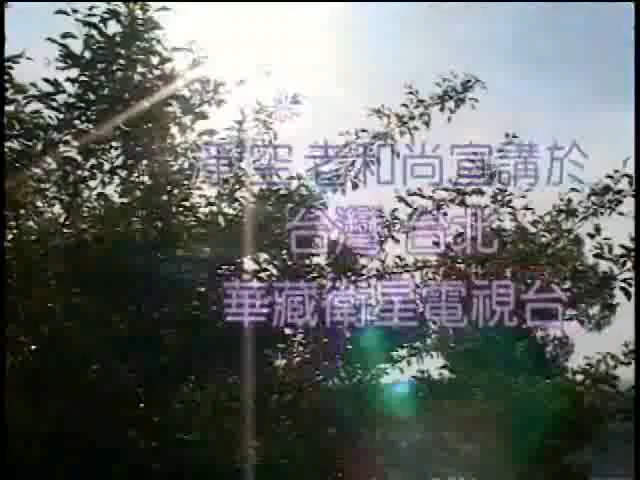 淨空老和尚宣講於
台灣 台北
華藏衛星電視台